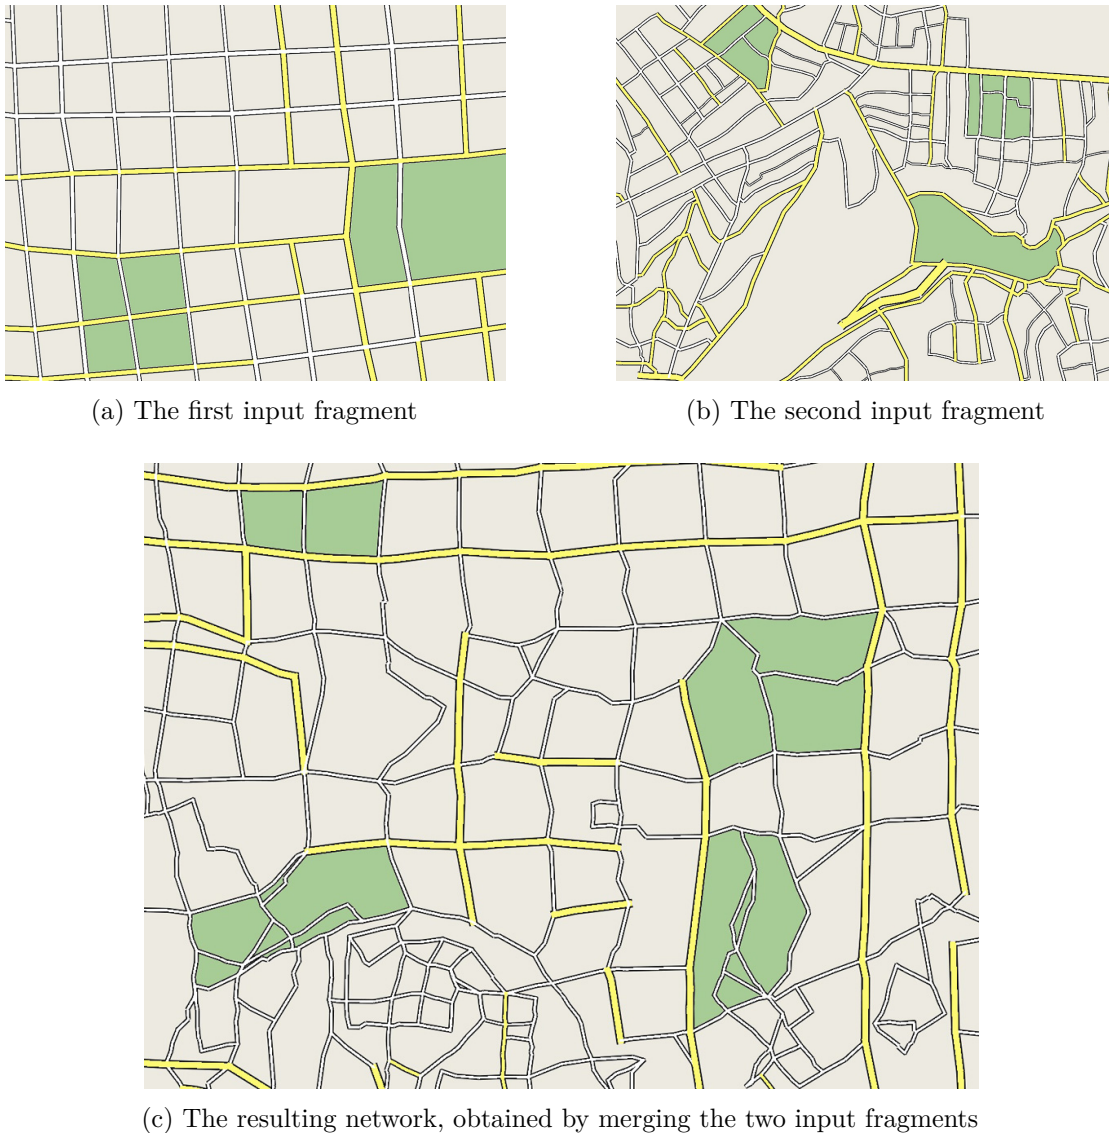 (a) The first input fragment
(b) The second input fragment
(c) The resulting network, obtained by merging the two input fragments